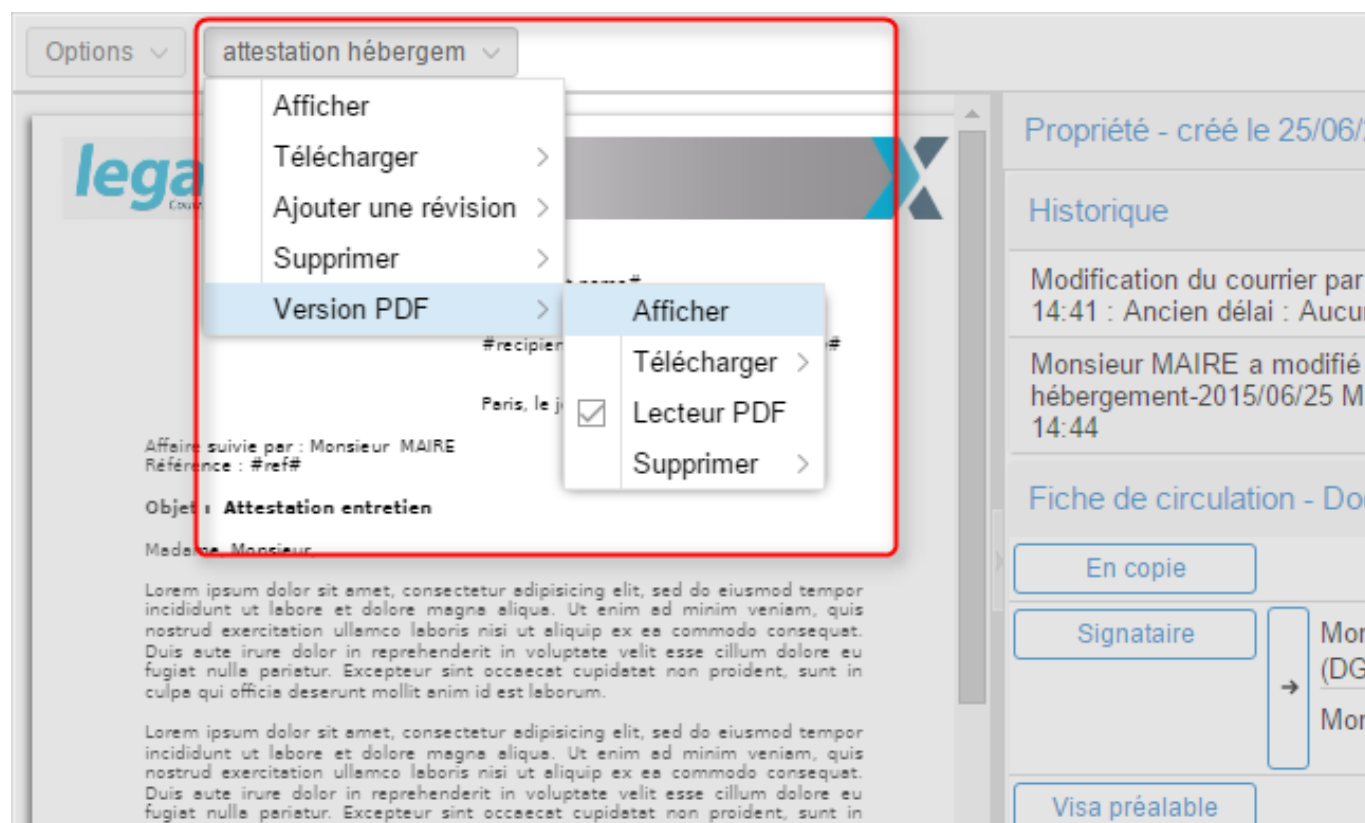 Options
attestation hébergem
Afficher
Télécharger
Ajouter une révision
Supprimer
Version PDF
Afficher
Télécharger
Lecteur PDF
Supprimer
lega
#recipien
#
Paris, le j
Affaire suivie par : Monsieur MAIRE
Référence : #ref#
Objet : Attestation entretien
Madame, Monsieur,
Lorem ipsum dolor sit amet, consectetur adipisicing elit, sed do eiusmod tempor
incididunt ut labore et dolore magna aliqua. Ut enim ad minim veniam, quis
nostrud exercitation ullamco laboris nisi ut aliquip ex ea commodo consequat.
Duis aute irure dolor in reprehenderit in voluptate velit esse cillum dolore eu
fugiat nulla pariatur. Excepteur sint occaecat cupidatat non proident, sunt in
culpa qui officia deserunt mollit anim id est laborum.
Lorem ipsum dolor sit amet, consectetur adipisicing elit, sed do eiusmod tempor
incididunt ut labore et dolore magna aliqua. Ut enim ad minim veniam, quis
nostrud exercitation ullamco laboris nisi ut aliquip ex ea commodo consequat.
Duis aute irure dolor in reprehenderit in voluptate velit esse cillum dolore eu
fugiat nulla pariatur. Excepteur sint occaecat cupidatat non proident, sunt in
Propriété - créé le 25/06/
Historique
Modification du courrier par
14:41 : Ancien délai : Aucu
Monsieur MAIRE a modifié
hébergement-2015/06/25 M
14:44
Fiche de circulation - Do
En copie
Signataire
Mon
(DG
Mon
Visa préalable